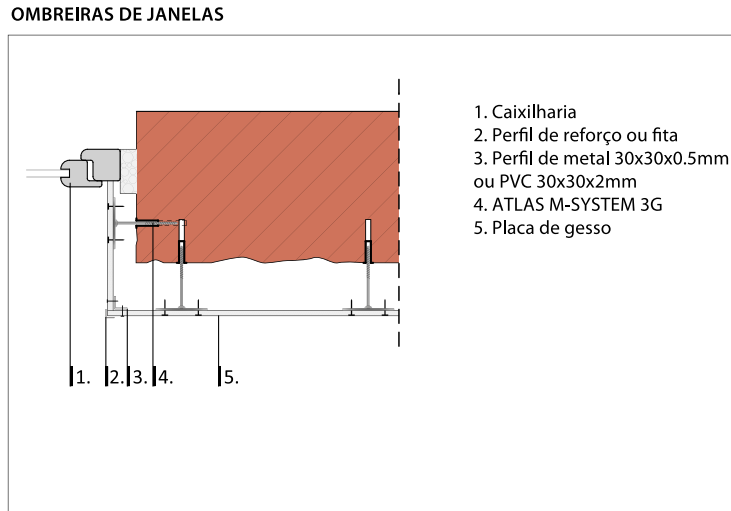 OMBREIRAS DE JANELAS
1. Caixilharia
2. Perfil de reforço ou fita
3. Perfil de metal 30x30x0.5mm
ou PVC 30x30x2mm
4. ATLAS M-SYSTEM 3G
5. Placa de gesso
1. 2. 3. 4. 5.